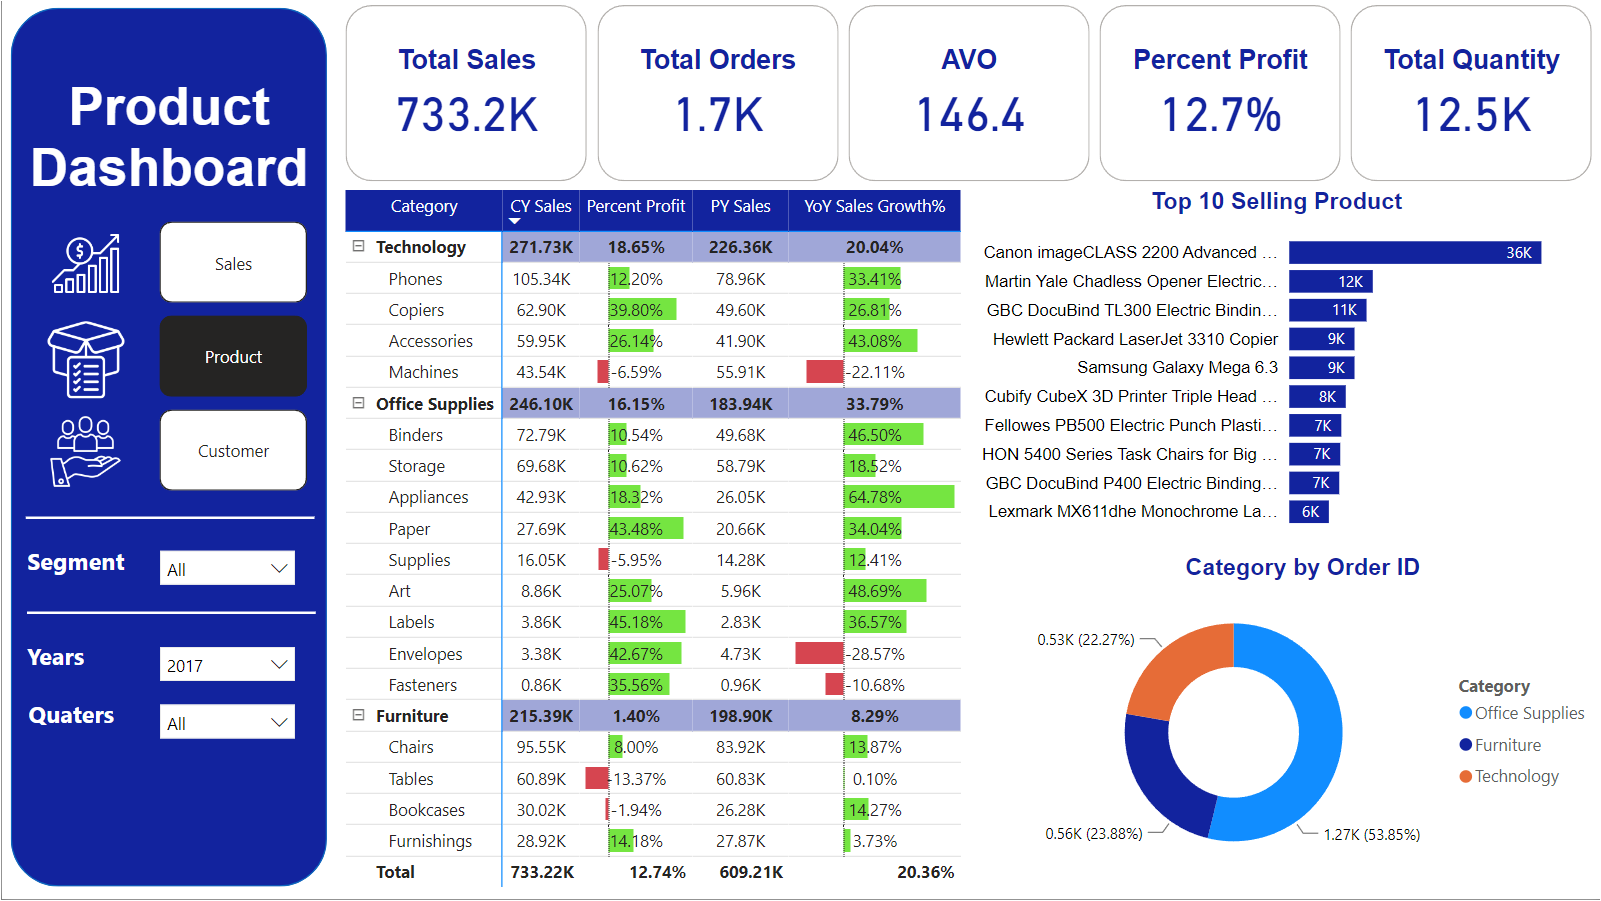 Product
Dashboard
Sales
Product
Customer
Segment
All
Years
2017
Quaters
All
Total Sales
733.2K
Total Orders
1.7K
AVO
146.4
Percent Profit
12.7%
Total Quantity
12.5K
Category CY Sales Percent Profit PY Sales YoY Sales Growth%
Technology 271.73K 18.65% 226.36K 20.04%
Phones 105.34K 12.20% 78.96K 33.41%
Copiers 62.90K 39.80% 49.60K 26.81%
Accessories 59.95K 26.14% 41.90K 43.08%
Machines 43.54K -6.59% 55.91K -22.11%
Office Supplies 246.10K 16.15% 183.94K 33.79%
Binders 72.79K 10.54% 49.68K 46.50%
Storage 69.68K 10.62% 58.79K 18.52%
Appliances 42.93K 18.32% 26.05K 64.78%
Paper 27.69K 43.48% 20.66K 34.04%
Supplies 16.05K -5.95% 14.28K 12.41%
Art 8.86K 25.07% 5.96K 48.69%
Labels 3.86K 45.18% 2.83K 36.57%
Envelopes 3.38K 42.67% 4.73K -28.57%
Fasteners 0.86K 35.56% 0.96K -10.68%
Furniture 215.39K 1.40% 198.90K 8.29%
Chairs 95.55K 8.00% 83.92K 13.87%
Tables 60.89K -13.37% 60.83K 0.10%
Bookcases 30.02K -1.94% 26.28K 14.27%
Furnishings 28.92K 14.18% 27.87K 3.73%
Total 733.22K 12.74% 609.21K 20.36%
Top 10 Selling Product
Canon imageCLASS 2200 Advanced ... 36K
Martin Yale Chadless Opener Electric... 12K
GBC DocuBind TL300 Electric Bindin... 11K
Hewlett Packard LaserJet 3310 Copier 9K
Samsung Galaxy Mega 6.3 9K
Cubify CubeX 3D Printer Triple Head ... 8K
Fellowes PB500 Electric Punch Plasti... 7K
HON 5400 Series Task Chairs for Big ... 7K
GBC DocuBind P400 Electric Binding... 7K
Lexmark MX611dhe Monochrome La... 6K
Category by Order ID
0.53K (22.27%)
0.56K (23.88%)
1.27K (53.85%)
Category
Office Supplies
Furniture
Technology